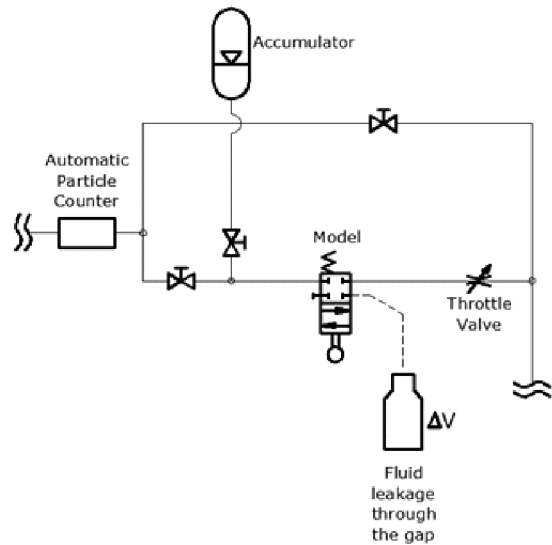 Accumulator
Automatic
Particle
Counter
Model
Throttle
Valve
ΔV
Fluid
leakage
through
the gap